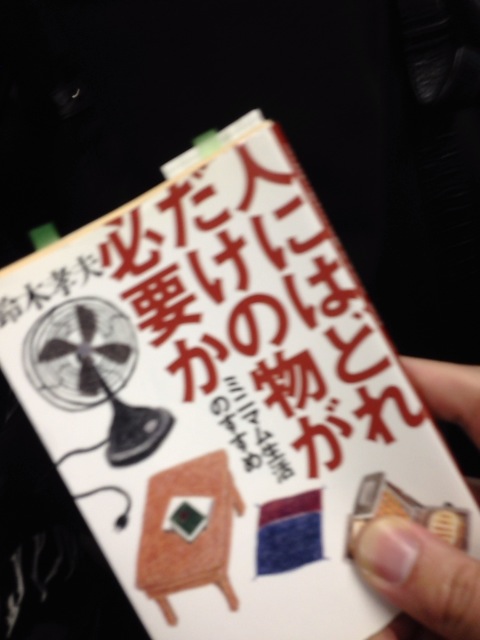 人にはどれ
だけの物が
必要か
ミニマム生活
のすすめ
鈴木孝夫